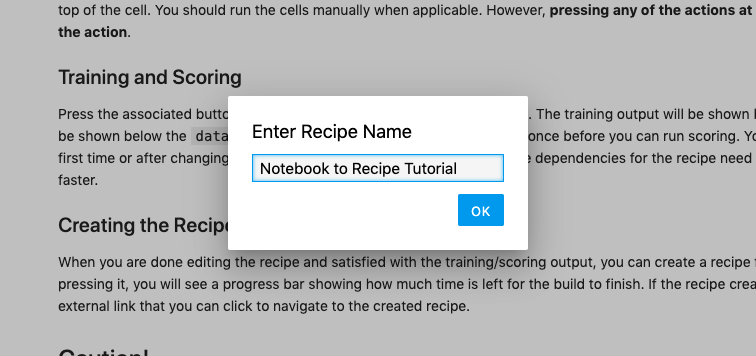 top of the cell. You should run the cells manually when applicable. However, pressing any of the actions at
the action.
Training and Scoring
Press the associated butto
. The training output will be shown
be shown below the data
once before you can run scoring. Yo
first time or after changing
dependencies for the recipe need
faster.
Enter Recipe Name
Notebook to Recipe Tutorial
OK
Creating the Recipe
When you are done editing the recipe and satisfied with the training/scoring output, you can create a recipe
pressing it, you will see a progress bar showing how much time is left for the build to finish. If the recipe crea
external link that you can click to navigate to the created recipe.
Caution!